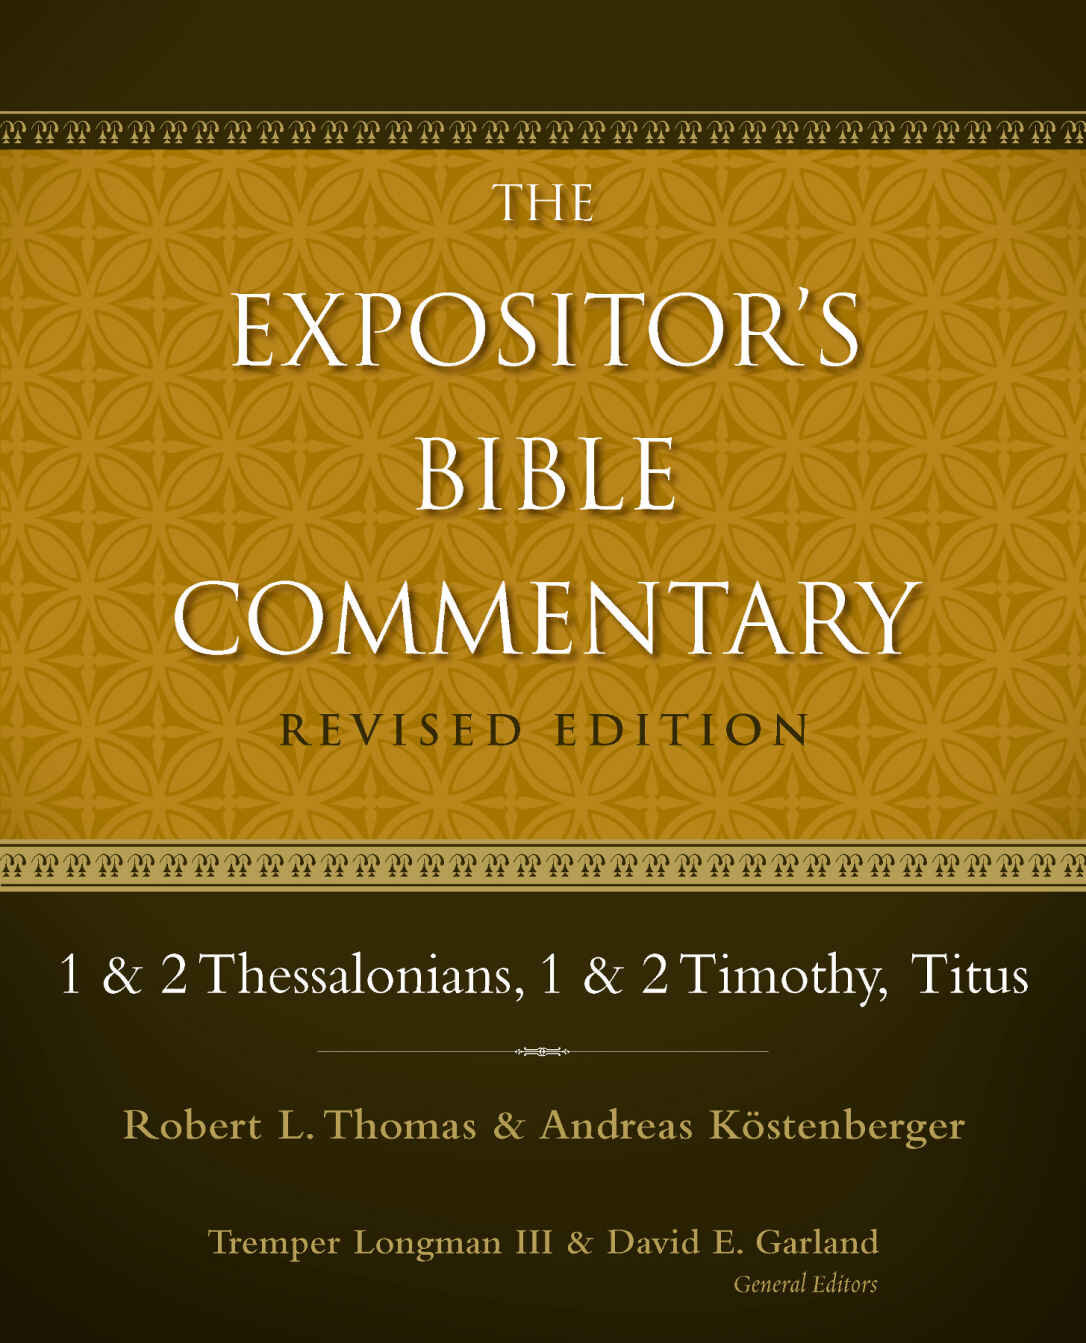 THE
EXPOSITOR'S
BIBLE
COMMENTARY
REVISED EDITION
1 & 2 Thessalonians, 1 & 2 Timothy, Titus
Robert L. Thomas & Andreas Köstenberger
Tremper Longman III & David E. Garland
General Editors